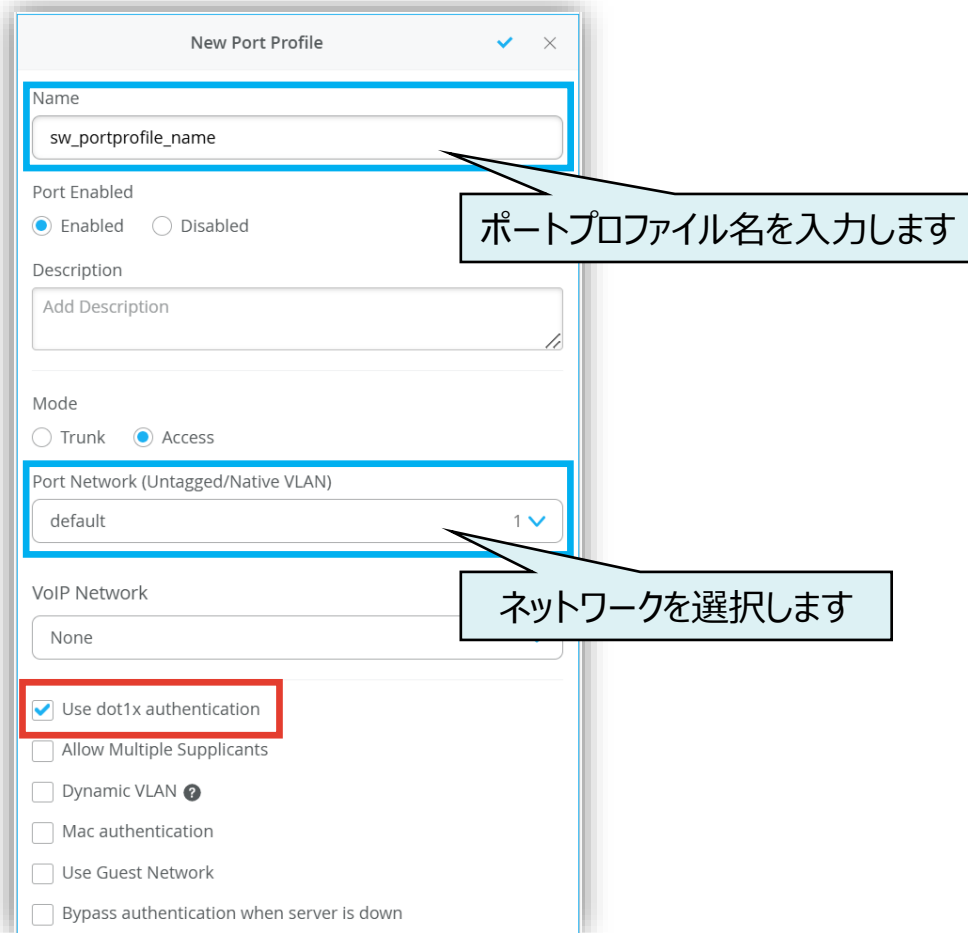 New Port Profile
Name
sw_portprofile_name
ポートプロファイル名を入力します
Port Enabled
Enabled
Disabled
Description
Add Description
Mode
Trunk
Access
Port Network (Untagged/Native VLAN)
default 1
ネットワークを選択します
VoIP Network
None
Use dot1x authentication
Allow Multiple Supplicants
Dynamic VLAN ?
Mac authentication
Use Guest Network
Bypass authentication when server is down